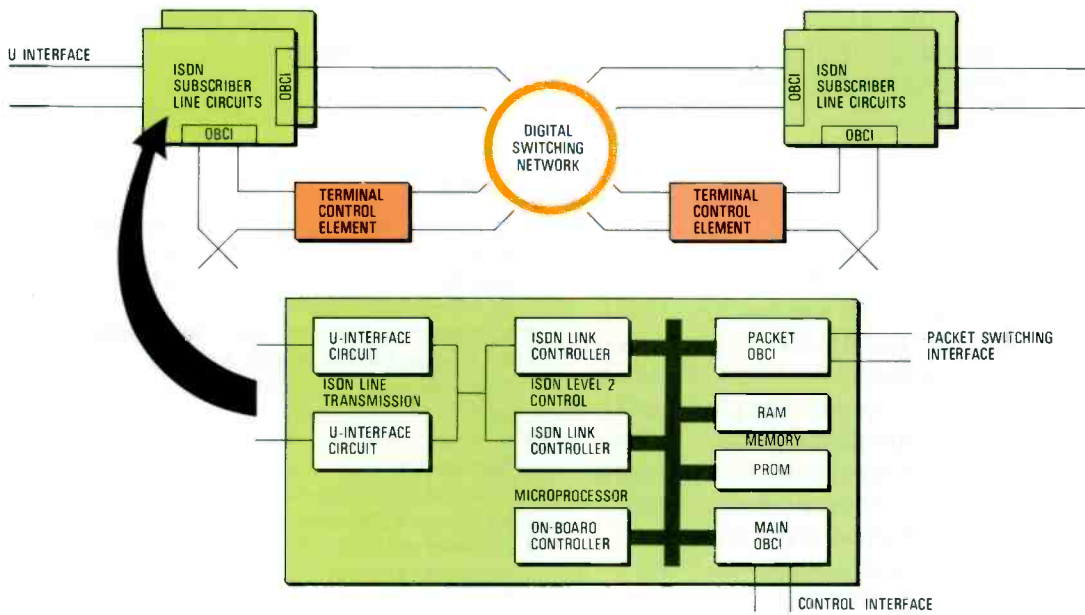 U INTERFACE
ISDN
SUBSCRIBER
LINE CIRCUITS
OBCI
OBCI
DIGITAL
SWITCHING
NETWORK
ISDN
SUBSCRIBER
LINE CIRCUITS
OBCI
OBCI
TERMINAL
CONTROL
ELEMENT
TERMINAL
CONTROL
ELEMENT
U-INTERFACE
CIRCUIT
ISDN LINE
TRANSMISSION
U-INTERFACE
CIRCUIT
ISDN LINK
CONTROLLER
ISDN LEVEL 2
CONTROL
ISDN LINK
CONTROLLER
MICROPROCESSOR
ON-BOARD
CONTROLLER
PACKET
OBCI
PACKET SWITCHING
INTERFACE
RAM
MEMORY
PROM
MAIN
OBCI
CONTROL INTERFACE